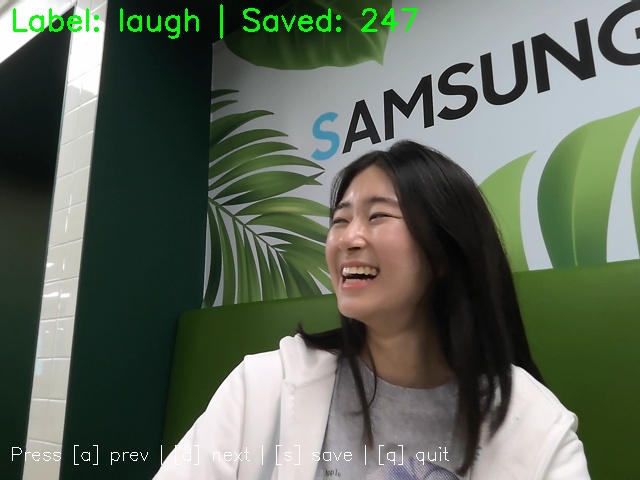 Label: laugh | Saved: 247
SAMSUNG
Press [a] prev | [d] next | [s] save | [q] quit